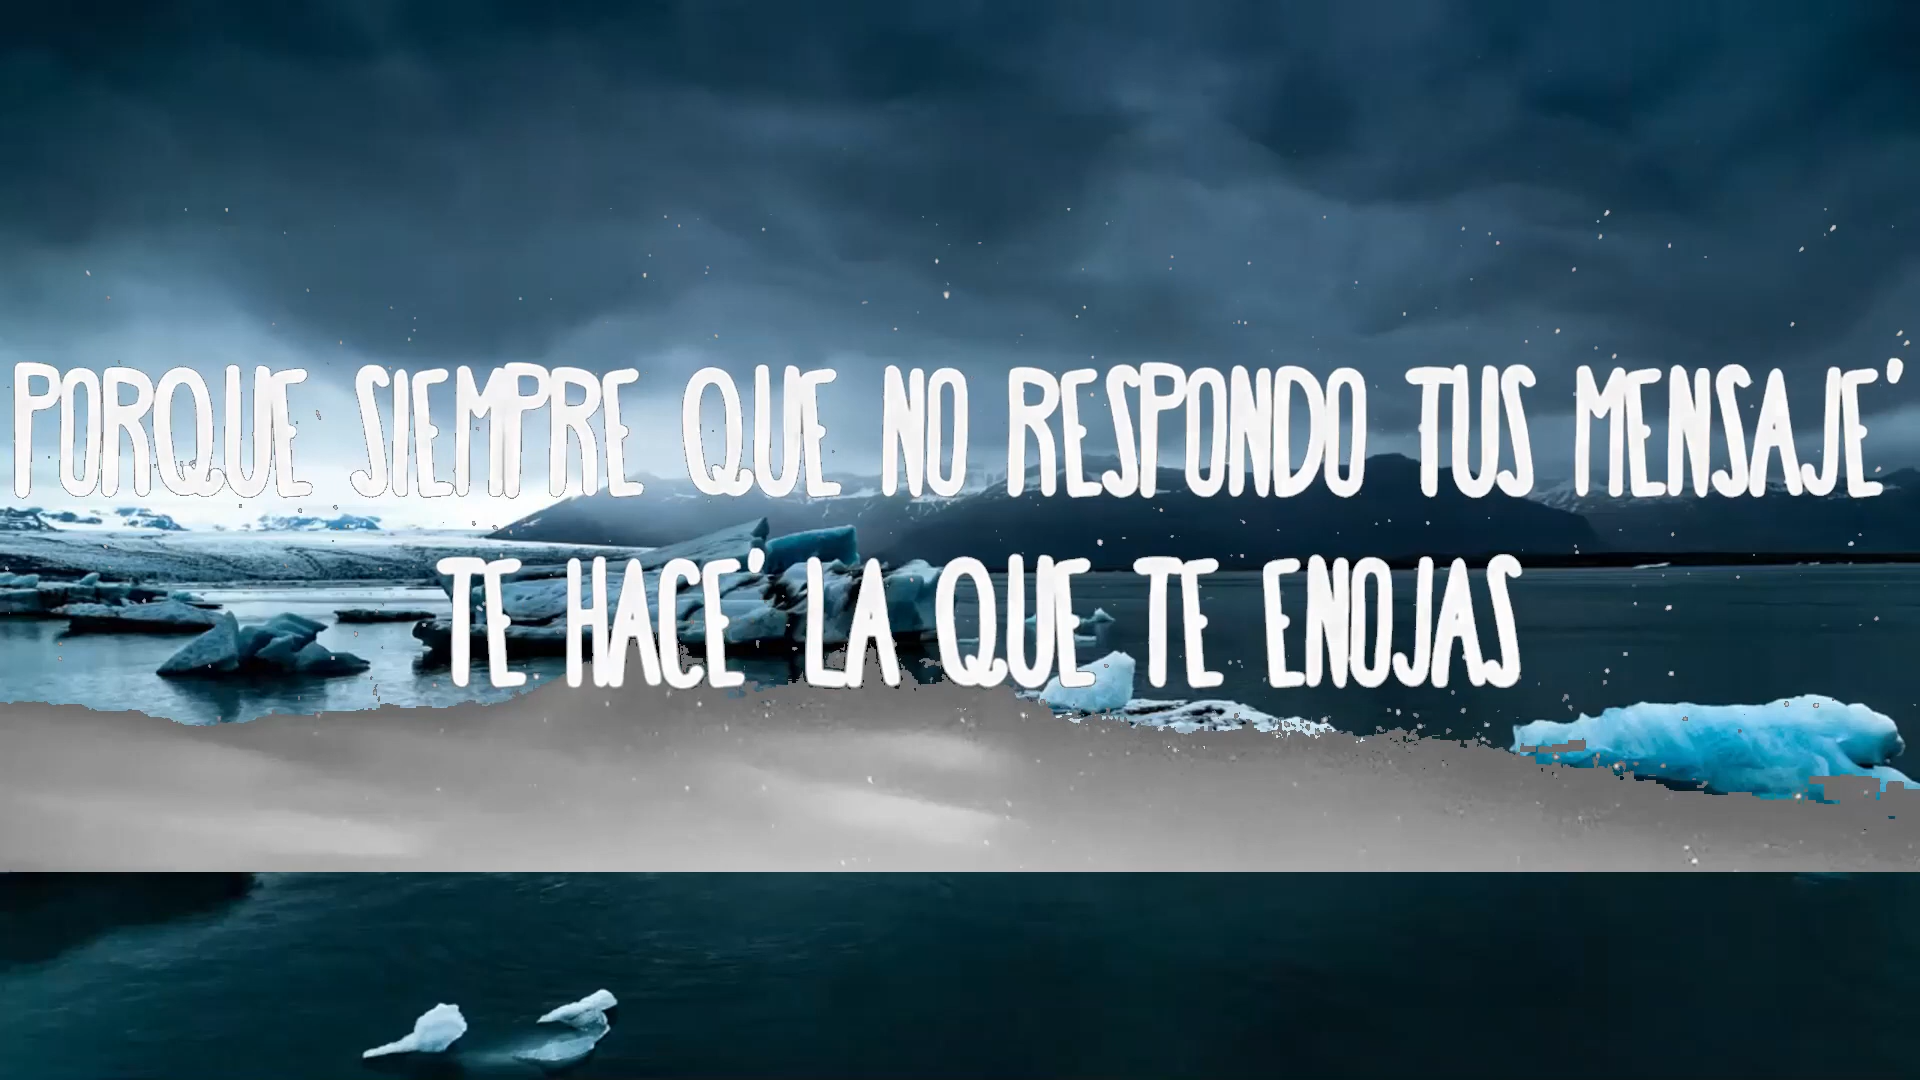 PORQUE SIEMPRE QUE NO RESPONDO TUS MENSAJE'
TE HACE' LA QUE TE ENOJAS